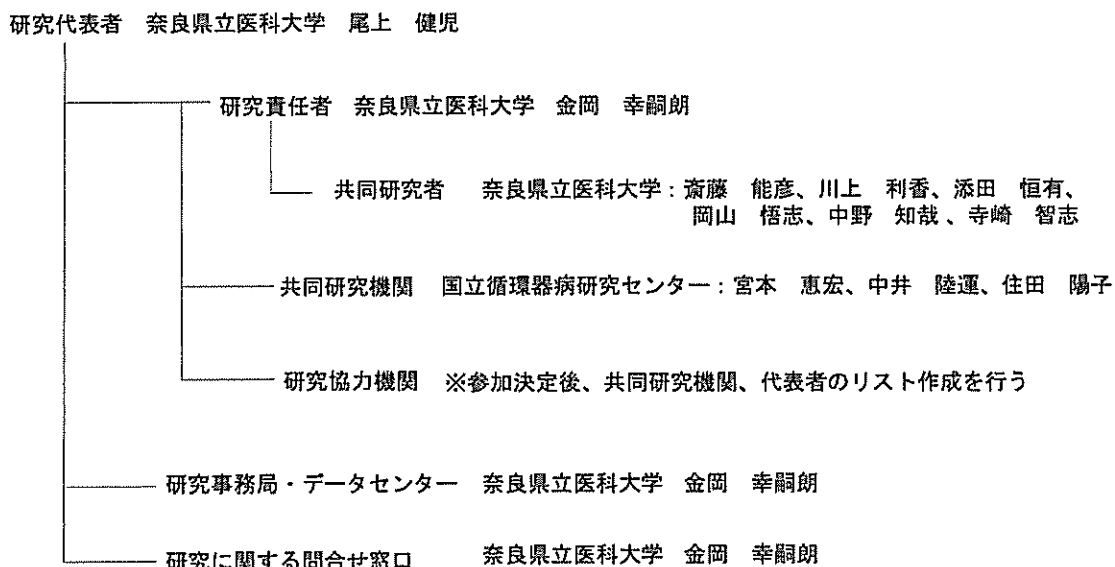 研究代表者　奈良県立医科大学　尾上　健児
研究責任者　奈良県立医科大学　金岡　幸嗣朗
共同研究者　奈良県立医科大学：斎藤　能彦、川上　利香、添田　恒有、
岡山　悟志、中野　知哉、寺崎　智志
共同研究機関　国立循環器病研究センター：宮本　恵宏、中井　陸運、住田　陽子
研究協力機関　※参加決定後、共同研究機関、代表者のリスト作成を行う
研究事務局・データセンター　奈良県立医科大学　金岡　幸嗣朗
研究に関する問合せ窓口　奈良県立医科大学　金岡　幸嗣朗